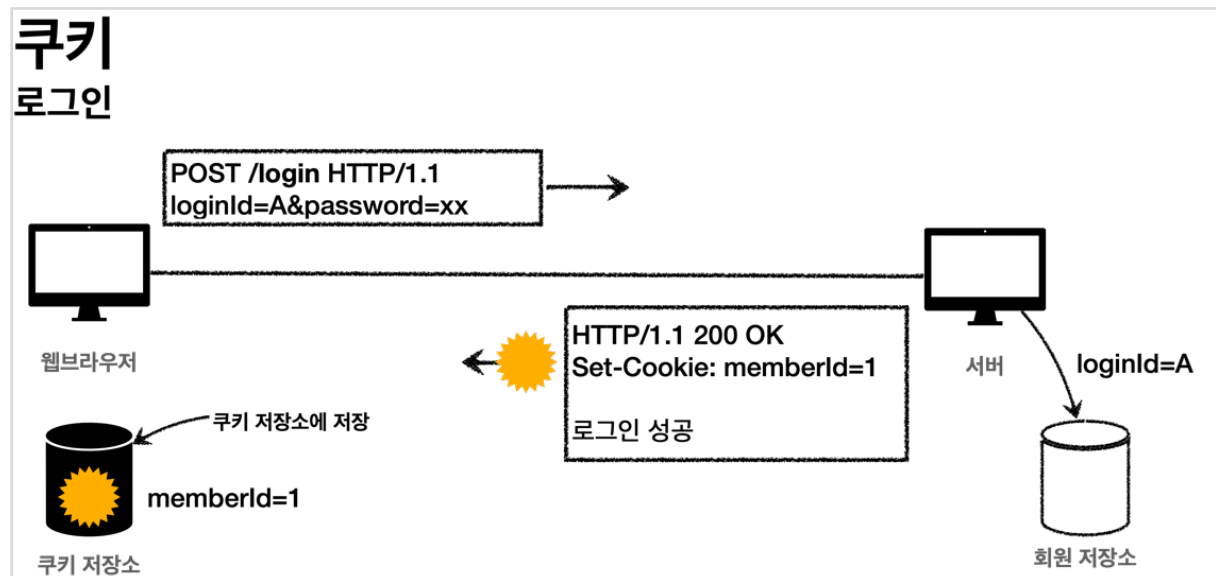 쿠키
로그인
POST /login HTTP/1.1
loginId=A&password=xx
HTTP/1.1 200 OK
Set-Cookie: memberId=1
로그인 성공
웹브라우저
서버
loginId=A
쿠키 저장소에 저장
memberId=1
쿠키 저장소
회원 저장소